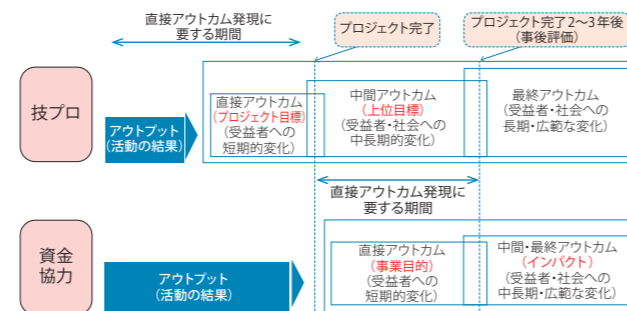 直接アウトカム発現に
要する期間
プロジェクト完了
プロジェクト完了2～3年後
(事後評価)
技プロ
アウトプット
(活動の結果)
直接アウトカム
(プロジェクト目標)
(受益者への
短期的変化)
中間アウトカム
(上位目標)
(受益者・社会への
中長期的変化)
最終アウトカム
(受益者・社会への
長期・広範な変化)
直接アウトカム発現に
要する期間
資金
協力
アウトプット
(活動の結果)
直接アウトカム
(事業目的)
(受益者への
短期的変化)
中間・最終アウトカム
(インパクト)
(受益者・社会への
中長期・広範な変化)